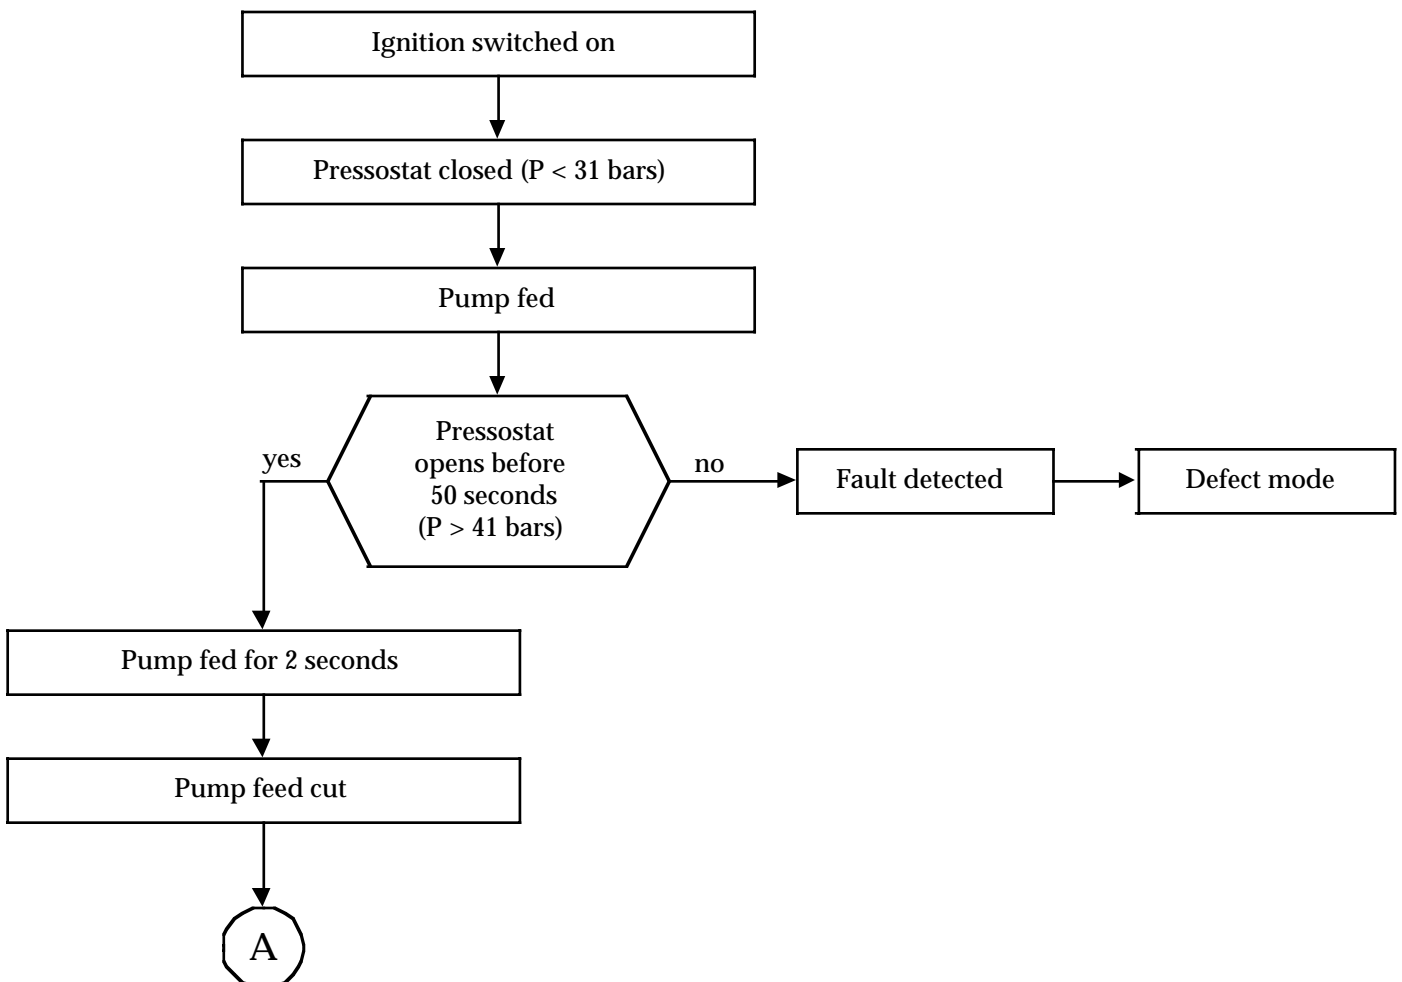 Ignition switched on
Pressostat closed (P < 31 bars)
Pump fed
Pressostat
opens before
50 seconds
(P > 41 bars)
yes
no
Fault detected
Defect mode
Pump fed for 2 seconds
Pump feed cut
A